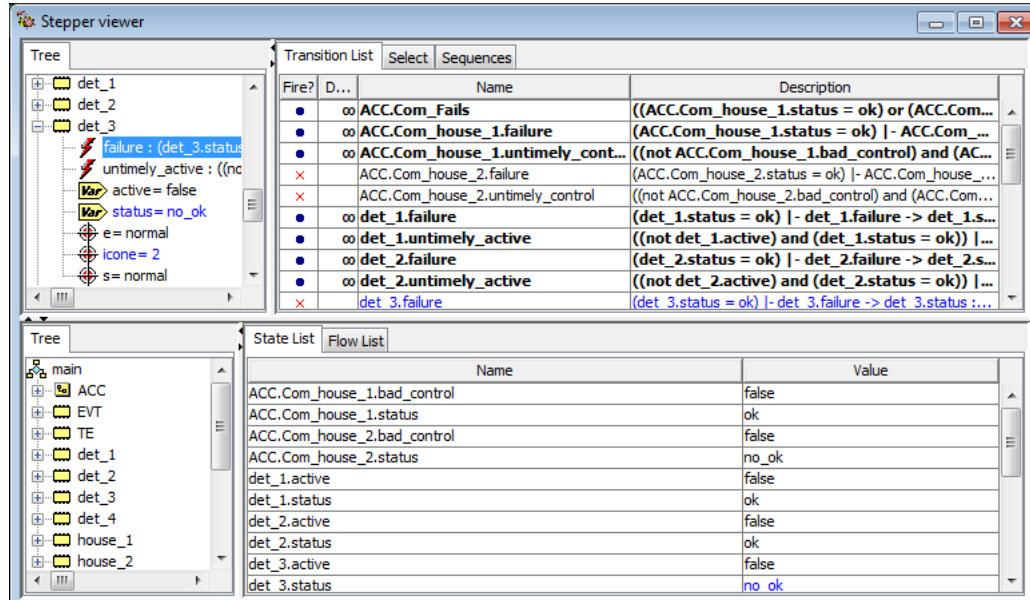 Stepper viewer
Tree
det_1
det_2
det_3
failure : (det_3.status
untimely_active : ((no
Var active= false
Var status= no_ok
e= normal
icone= 2
s= normal
Transition List Select Sequences
Fire? D... Name Description
∞ ACC.Com_Fails ((ACC.Com_house_1.status = ok) or (ACC.Com...
∞ ACC.Com_house_1.failure (ACC.Com_house_1.status = ok) |- ACC.Com_...
∞ ACC.Com_house_1.untimely_cont... ((not ACC.Com_house_1.bad_control) and (AC...
ACC.Com_house_2.failure (ACC.Com_house_2.status = ok) |- ACC.Com_house_...
ACC.Com_house_2.untimely_control ((not ACC.Com_house_2.bad_control) and (ACC.Com...
∞ det_1.failure (det_1.status = ok) |- det_1.failure -> det_1.s...
∞ det_1.untimely_active ((not det_1.active) and (det_1.status = ok)) |...
∞ det_2.failure (det_2.status = ok) |- det_2.failure -> det_2.s...
∞ det_2.untimely_active ((not det_2.active) and (det_2.status = ok)) |...
det_3.failure (det_3.status = ok) |- det_3.failure -> det_3.status :...
Tree
main
ACC
EVT
TE
det_1
det_2
det_3
det_4
house_1
house_2
State List Flow List
Name Value
ACC.Com_house_1.bad_control false
ACC.Com_house_1.status ok
ACC.Com_house_2.bad_control false
ACC.Com_house_2.status no_ok
det_1.active false
det_1.status ok
det_2.active false
det_2.status ok
det_3.active false
det_3.status no_ok